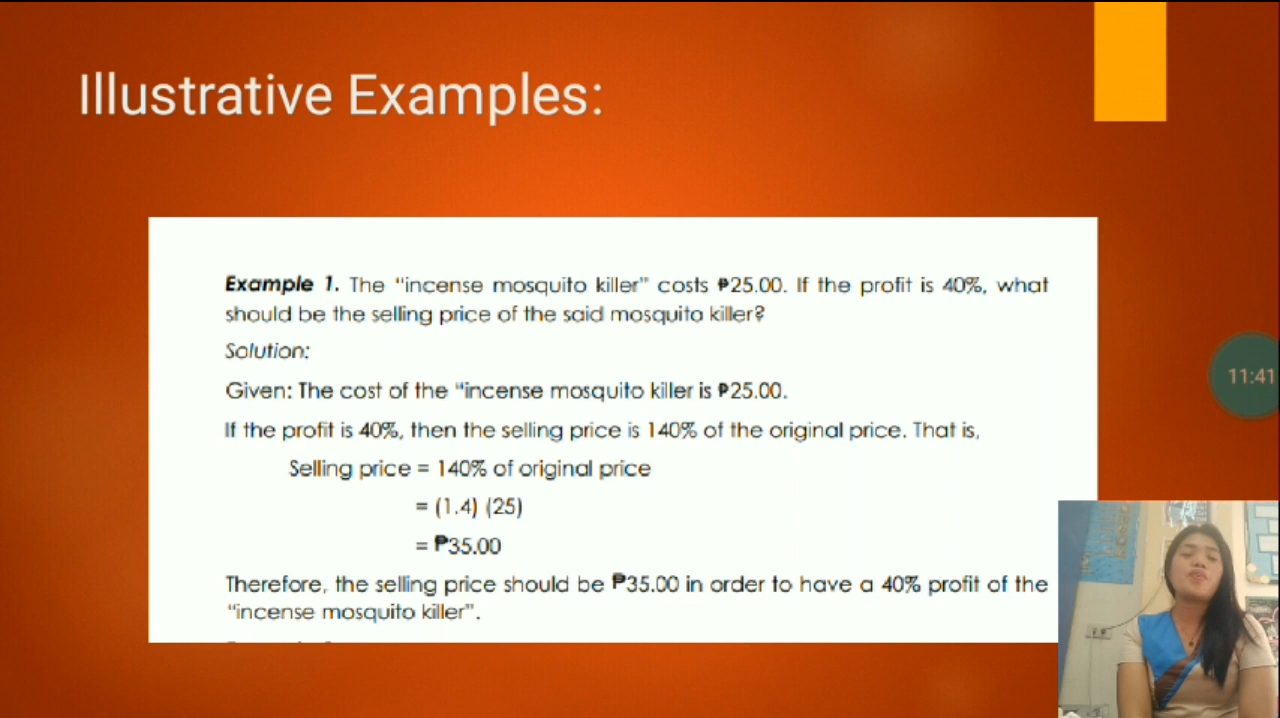 Illustrative Examples:
Example 1. The “incense mosquito killer” costs ₱25.00. If the profit is 40%, what
should be the selling price of the said mosquito killer?
Solution:
Given: The cost of the “incense mosquito killer is ₱25.00.
If the profit is 40%, then the selling price is 140% of the original price. That is,
Selling price = 140% of original price
= (1.4) (25)
= ₱35.00
Therefore, the selling price should be ₱35.00 in order to have a 40% profit of the
“incense mosquito killer”.
11:41